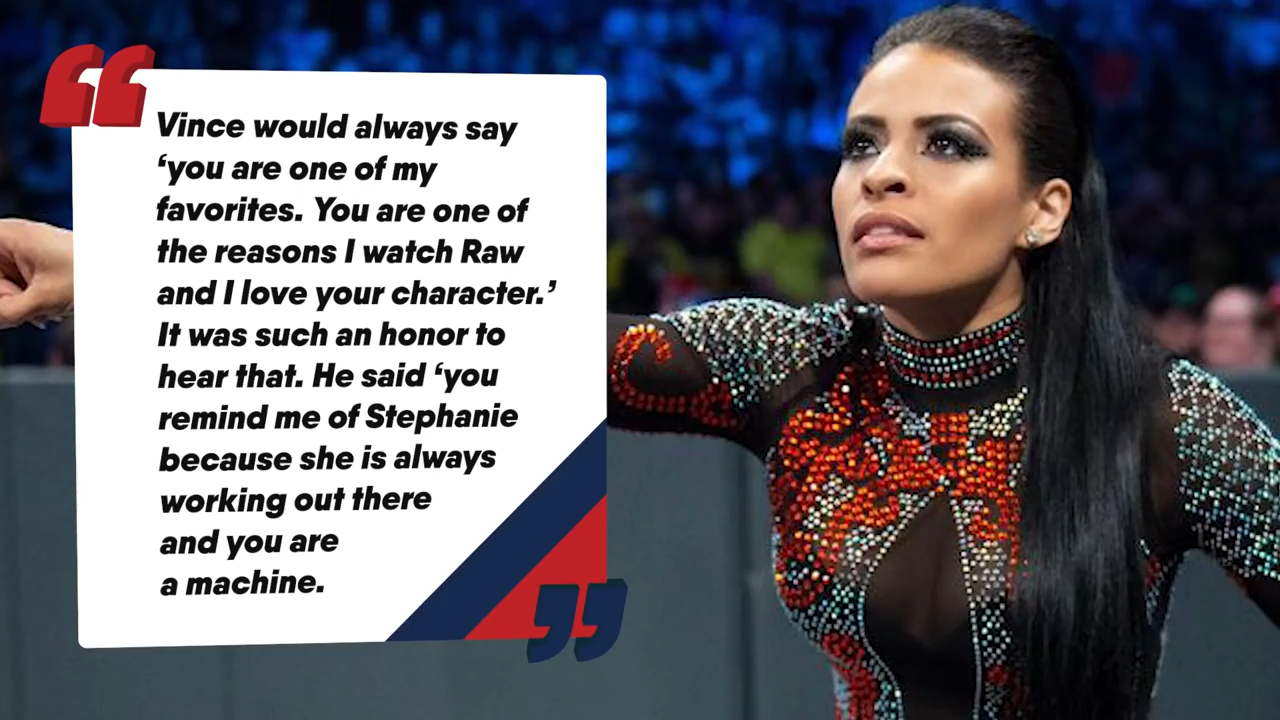 Vince would always say
‘you are one of my
favorites. You are one of
the reasons I watch Raw
and I love your character.’
It was such an honor to
hear that. He said ‘you
remind me of Stephanie
because she is always
working out there
and you are
a machine.